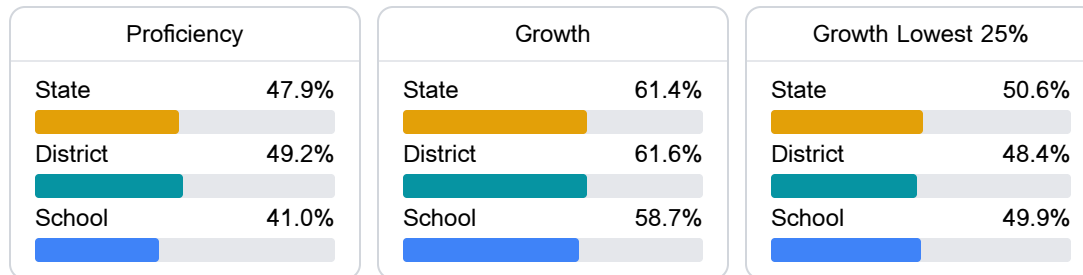 Proficiency
State 47.9%
District 49.2%
School 41.0%
Growth
State 61.4%
District 61.6%
School 58.7%
Growth Lowest 25%
State 50.6%
District 48.4%
School 49.9%